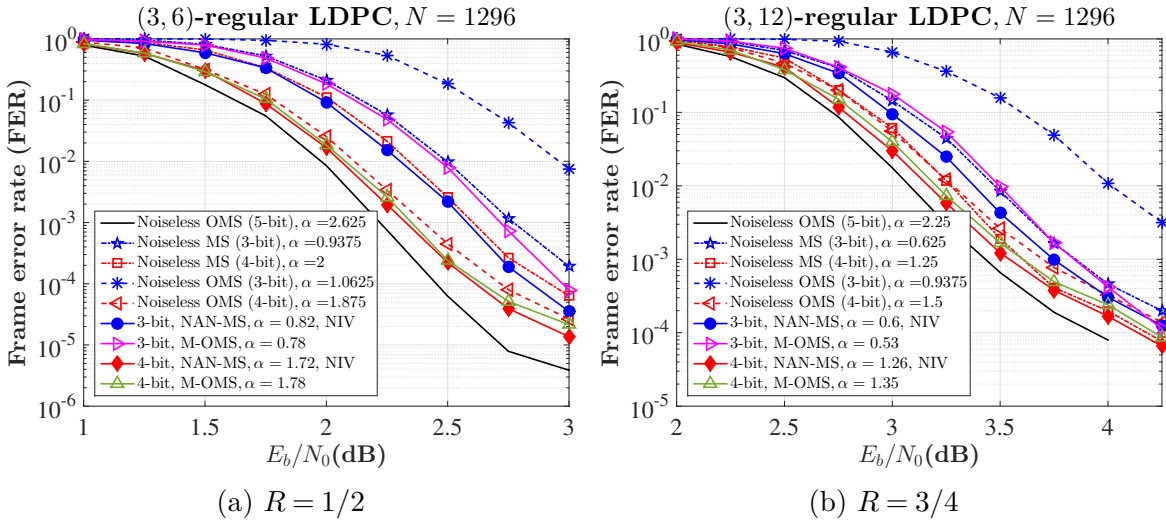 (3, 6)-regular LDPC, N = 1296
10^0
10^-1
10^-2
10^-3
10^-4
10^-5
10^-6
Frame error rate (FER)
Noiseless OMS (5-bit), α =2.625
Noiseless MS (3-bit), α =0.9375
Noiseless MS (4-bit), α =2
Noiseless OMS (3-bit), α =1.0625
Noiseless OMS (4-bit), α =1.875
3-bit, NAN-MS, α = 0.82, NIV
3-bit, M-OMS, α = 0.78
4-bit, NAN-MS, α = 1.72, NIV
4-bit, M-OMS, α = 1.78
1 1.5 2 2.5 3
E_b/N_0(dB)
(a) R = 1/2
(3, 12)-regular LDPC, N = 1296
10^0
10^-1
10^-2
10^-3
10^-4
10^-5
Frame error rate (FER)
Noiseless OMS (5-bit), α =2.25
Noiseless MS (3-bit), α =0.625
Noiseless MS (4-bit), α =1.25
Noiseless OMS (3-bit), α =0.9375
Noiseless OMS (4-bit), α =1.5
3-bit, NAN-MS, α = 0.6, NIV
3-bit, M-OMS, α = 0.53
4-bit, NAN-MS, α = 1.26, NIV
4-bit, M-OMS, α = 1.35
2 2.5 3 3.5 4
E_b/N_0(dB)
(b) R = 3/4